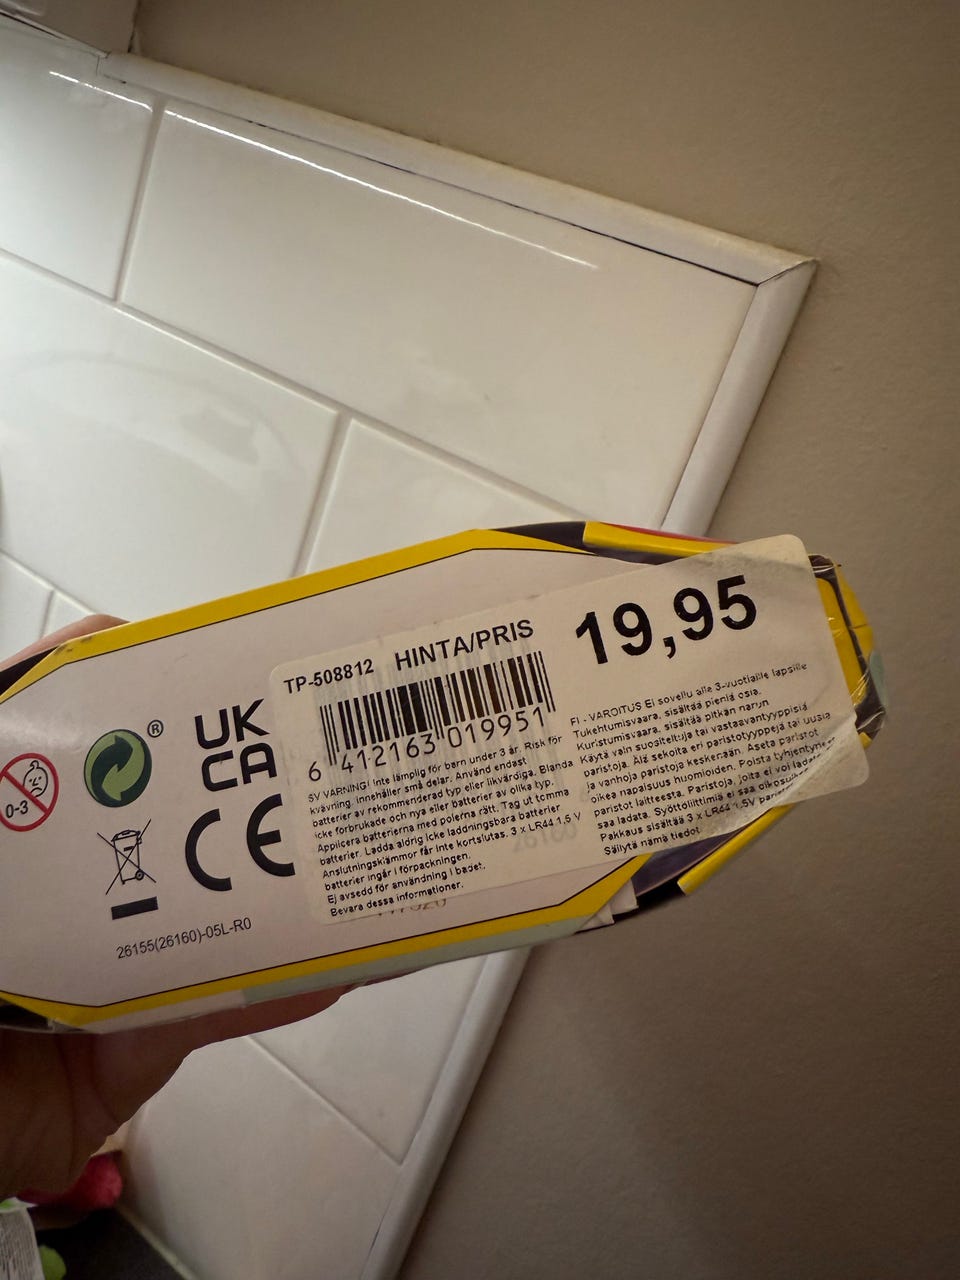 0-3
®
UK
CA
CE
26155(26160)-05L-R0
TP-508812 HINTA/PRIS 19,95
6 412163 019951
SV VARNING! Inte lämplig för barn under 3 år. Risk för
kvävning. Innehåller små delar. Använd endast
batterier av rekommenderad typ eller likvärdiga. Blanda
icke förbrukade och nya eller batterier av olika typ.
Applicera batterierna med polerna rätt. Tag ut tomma
batterier. Ladda aldrig icke laddningsbara batterier.
Anslutningsklämmor får inte kortslutas. 3 x LR44 1,5 V
batterier ingår i förpackningen.
Ej avsedd för användning i badet.
Bevara dessa informationer.
FI - VAROITUS Ei sovellu alle 3-vuotiaille lapsille
Tukehtumisvaara, sisältää pieniä osia.
Kuristumisvaara, sisältää pitkän narun
Käytä vain suositeltuja tai vastaavantyyppisiä
paristoja. Älä sekoita eri paristotyyppejä tai uusia
ja vanhoja paristoja keskenään. Aseta paristot
oikea napaisuus huomioiden. Poista tyhjentyneet
paristot laitteesta. Paristoja, joita ei voi ladata
saa ladata. Syöttöliittimiä ei saa
Pakkaus sisältää 3 x LR44 1,5V
Säilytä nämä tiedot